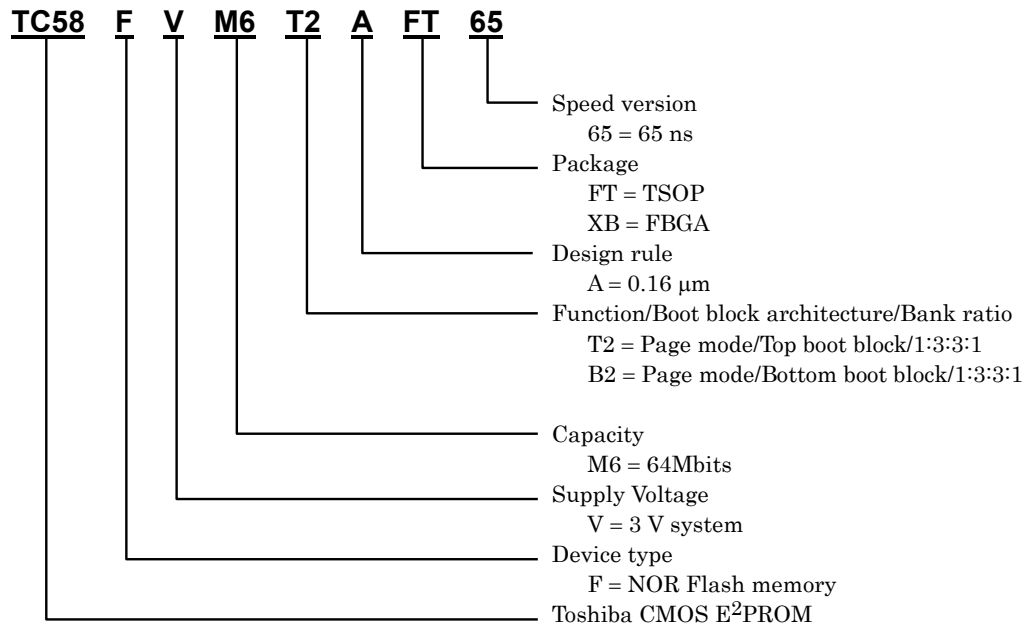 TC58 F V M6 T2 A FT 65
Speed version
65 = 65 ns
Package
FT = TSOP
XB = FBGA
Design rule
A = 0.16 μm
Function/Boot block architecture/Bank ratio
T2 = Page mode/Top boot block/1:3:3:1
B2 = Page mode/Bottom boot block/1:3:3:1
Capacity
M6 = 64Mbits
Supply Voltage
V = 3 V system
Device type
F = NOR Flash memory
Toshiba CMOS E²PROM